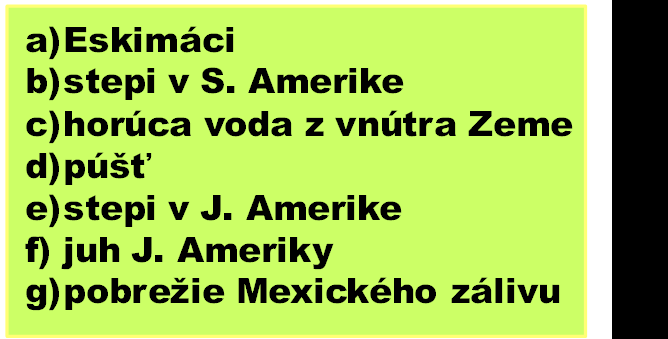 a)Eskimáci
b)stepi v S. Amerike
c)horúca voda z vnútra Zeme
d)púšť
e)stepi v J. Amerike
f) juh J. Ameriky
g)pobrežie Mexického zálivu